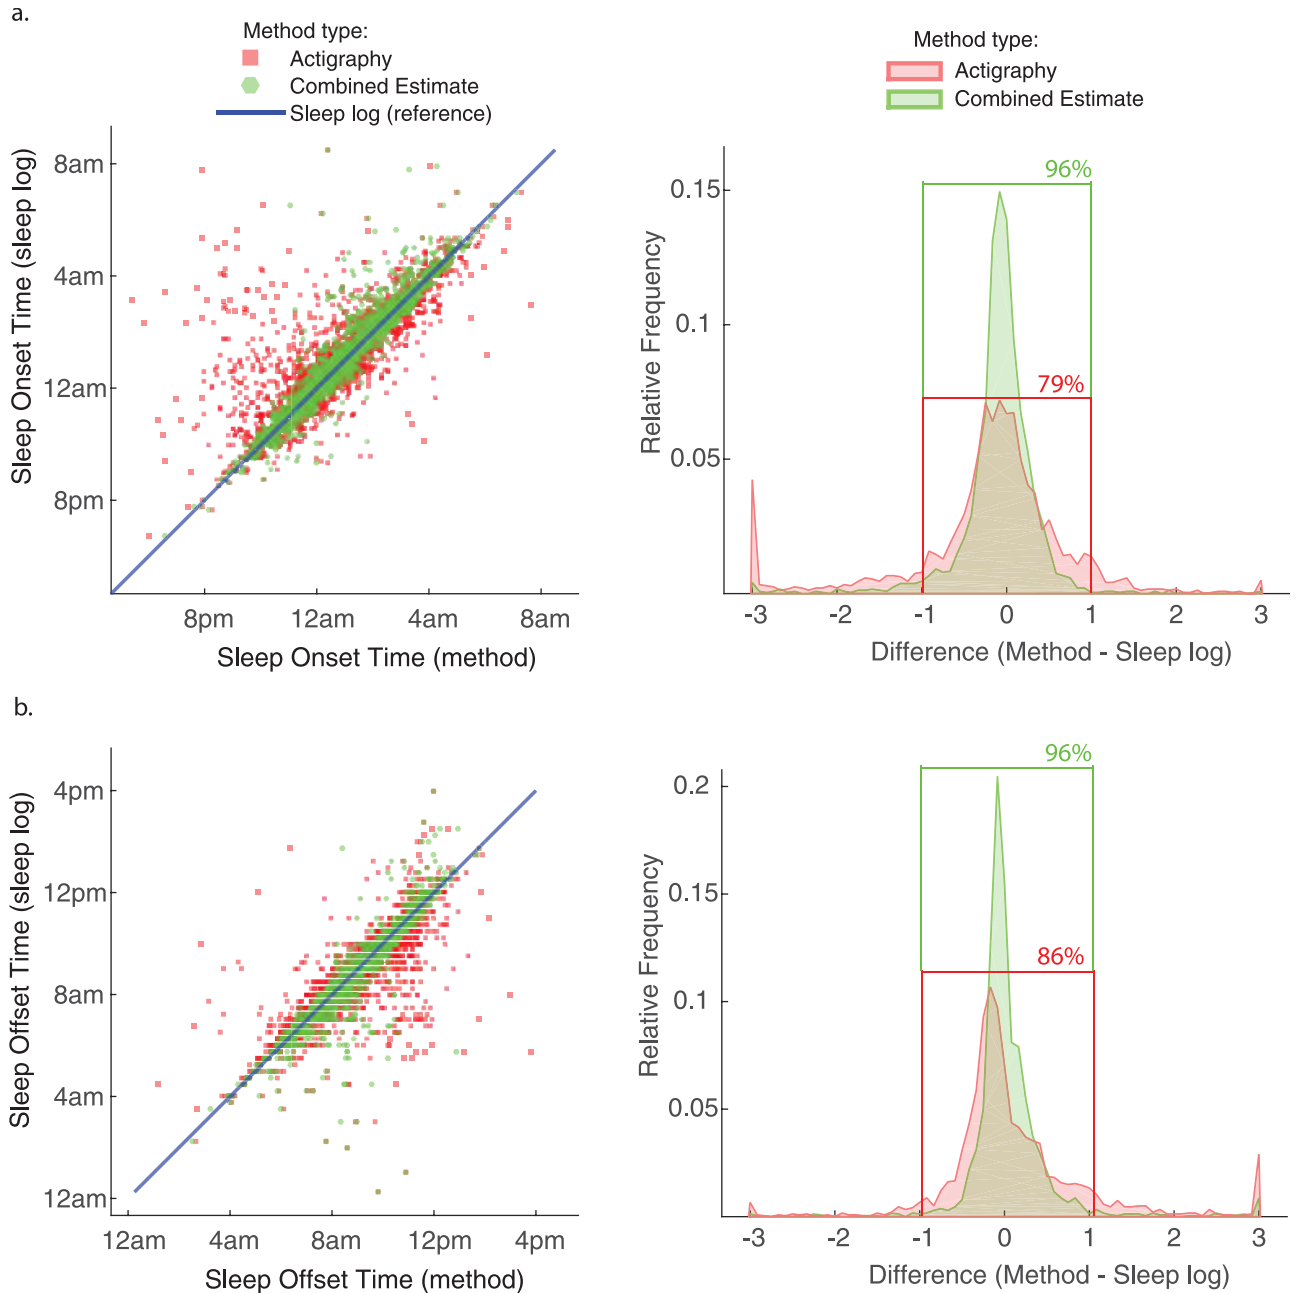 a.
Method type:
Actigraphy
Combined Estimate
Sleep log (reference)
8am
4am
12am
8pm
Sleep Onset Time (sleep log)
8pm 12am 4am 8am
Sleep Onset Time (method)
Method type:
Actigraphy
Combined Estimate
96%
79%
0.15
0.1
0.05
Relative Frequency
-3 -2 -1 0 1 2 3
Difference (Method - Sleep log)
b.
4pm
12pm
8am
4am
12am
Sleep Offset Time (sleep log)
12am 4am 8am 12pm 4pm
Sleep Offset Time (method)
96%
86%
0.2
0.15
0.1
0.05
Relative Frequency
-3 -2 -1 0 1 2 3
Difference (Method - Sleep log)